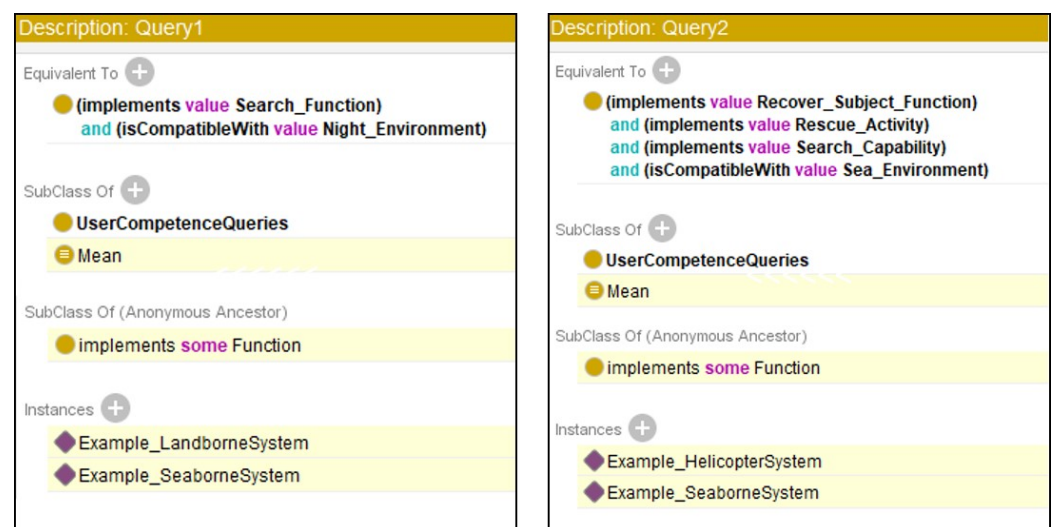 Description: Query1
Equivalent To
(implements value Search_Function)
and (isCompatibleWith value Night_Environment)
SubClass Of
UserCompetenceQueries
Mean
SubClass Of (Anonymous Ancestor)
implements some Function
Instances
Example_LandborneSystem
Example_SeaborneSystem
Description: Query2
Equivalent To
(implements value Recover_Subject_Function)
and (implements value Rescue_Activity)
and (implements value Search_Capability)
and (isCompatibleWith value Sea_Environment)
SubClass Of
UserCompetenceQueries
Mean
SubClass Of (Anonymous Ancestor)
implements some Function
Instances
Example_HelicopterSystem
Example_SeaborneSystem